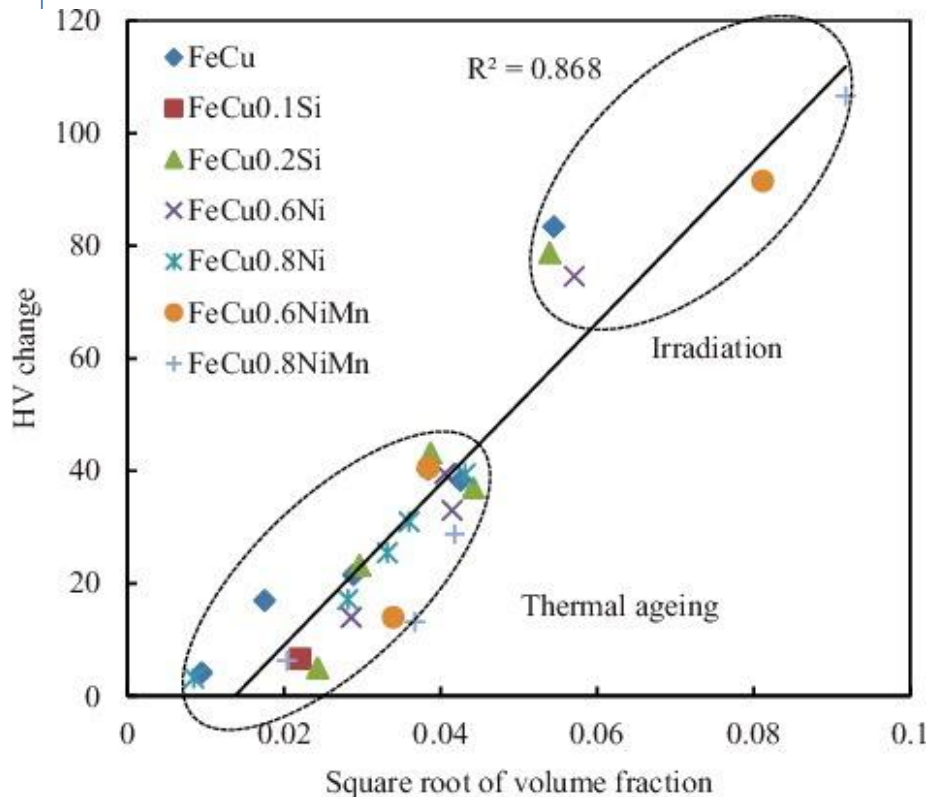 120
100
80
60
40
20
0
HV change
FeCu
FeCu0.1Si
FeCu0.2Si
FeCu0.6Ni
FeCu0.8Ni
FeCu0.6NiMn
FeCu0.8NiMn
R² = 0.868
Irradiation
Thermal ageing
0 0.02 0.04 0.06 0.08 0.1
Square root of volume fraction